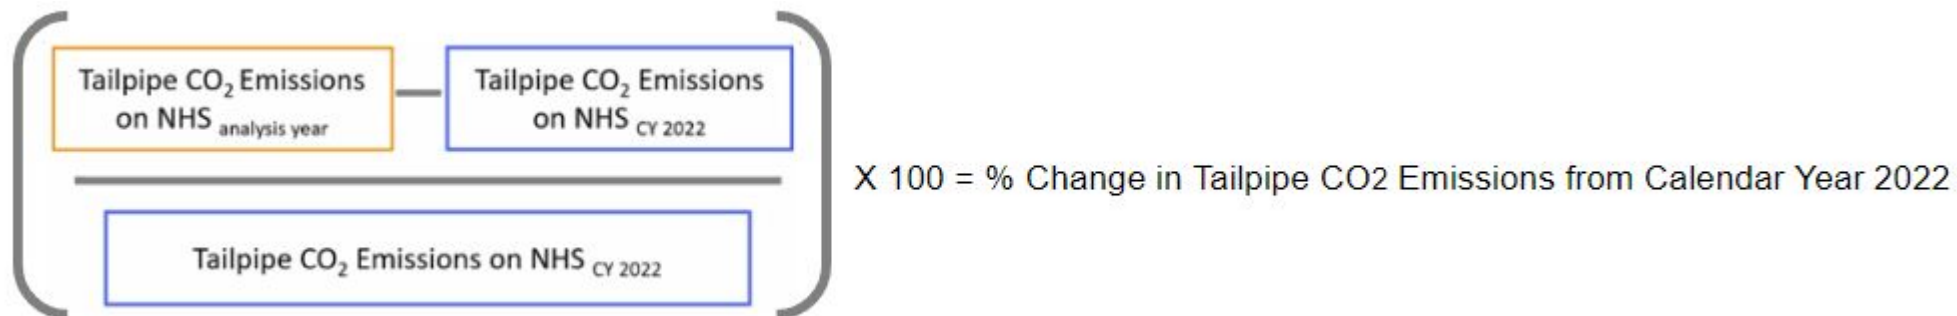 Tailpipe CO₂ Emissions
on NHS analysis year
—
Tailpipe CO₂ Emissions
on NHS CY 2022
Tailpipe CO₂ Emissions on NHS CY 2022
X 100 = % Change in Tailpipe CO2 Emissions from Calendar Year 2022